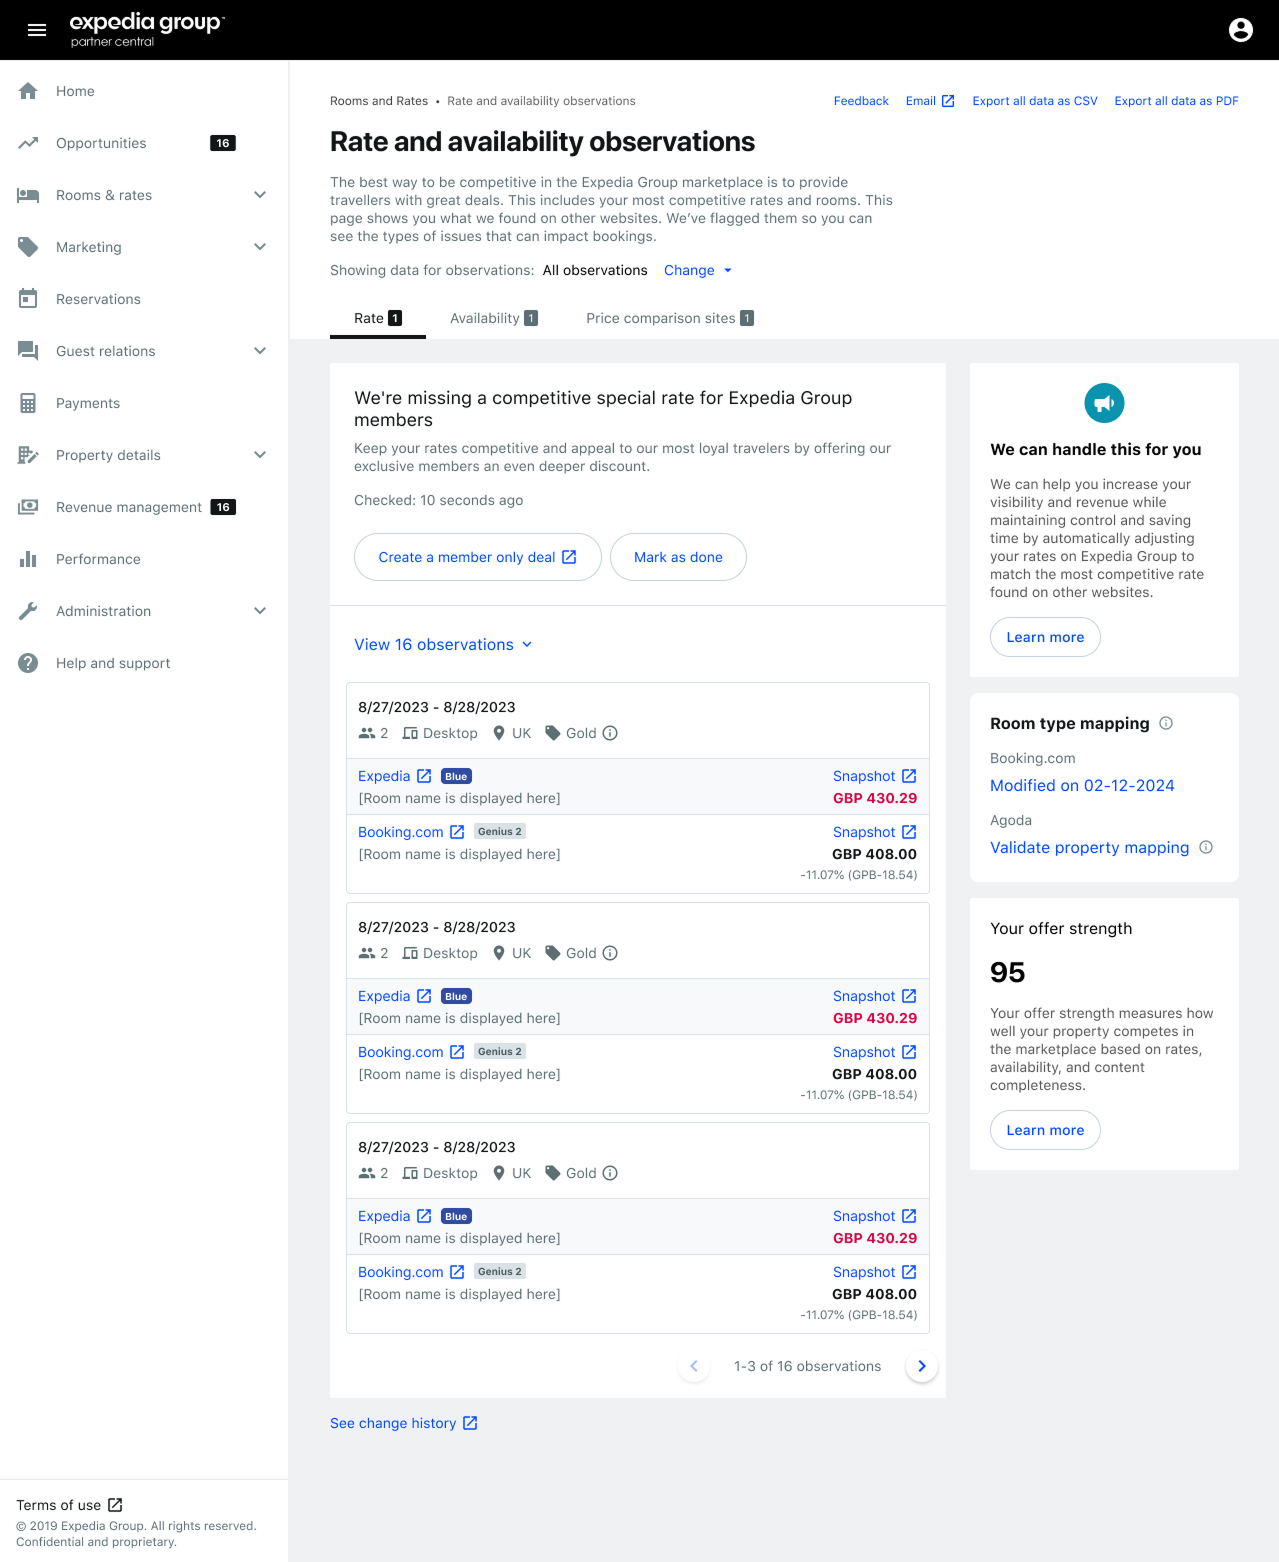 expedia group™
partner central
Home
Opportunities 16
Rooms & rates
Marketing
Reservations
Guest relations
Payments
Property details
Revenue management 16
Performance
Administration
Help and support
Terms of use
© 2019 Expedia Group. All rights reserved.
Confidential and proprietary.
Rooms and Rates • Rate and availability observations
Feedback Email Export all data as CSV Export all data as PDF
Rate and availability observations
The best way to be competitive in the Expedia Group marketplace is to provide
travellers with great deals. This includes your most competitive rates and rooms. This
page shows you what we found on other websites. We’ve flagged them so you can
see the types of issues that can impact bookings.
Showing data for observations: All observations Change
Rate 1 Availability 1 Price comparison sites 1
We're missing a competitive special rate for Expedia Group
members
Keep your rates competitive and appeal to our most loyal travelers by offering our
exclusive members an even deeper discount.
Checked: 10 seconds ago
Create a member only deal Mark as done
View 16 observations
8/27/2023 - 8/28/2023
2 Desktop UK Gold
Expedia Blue Snapshot
[Room name is displayed here] GBP 430.29
Booking.com Genius 2 Snapshot
[Room name is displayed here] GBP 408.00
-11.07% (GPB-18.54)
8/27/2023 - 8/28/2023
2 Desktop UK Gold
Expedia Blue Snapshot
[Room name is displayed here] GBP 430.29
Booking.com Genius 2 Snapshot
[Room name is displayed here] GBP 408.00
-11.07% (GPB-18.54)
8/27/2023 - 8/28/2023
2 Desktop UK Gold
Expedia Blue Snapshot
[Room name is displayed here] GBP 430.29
Booking.com Genius 2 Snapshot
[Room name is displayed here] GBP 408.00
-11.07% (GPB-18.54)
1-3 of 16 observations
See change history
We can handle this for you
We can help you increase your
visibility and revenue while
maintaining control and saving
time by automatically adjusting
your rates on Expedia Group to
match the most competitive rate
found on other websites.
Learn more
Room type mapping
Booking.com
Modified on 02-12-2024
Agoda
Validate property mapping
Your offer strength
95
Your offer strength measures how
well your property competes in
the marketplace based on rates,
availability, and content
completeness.
Learn more